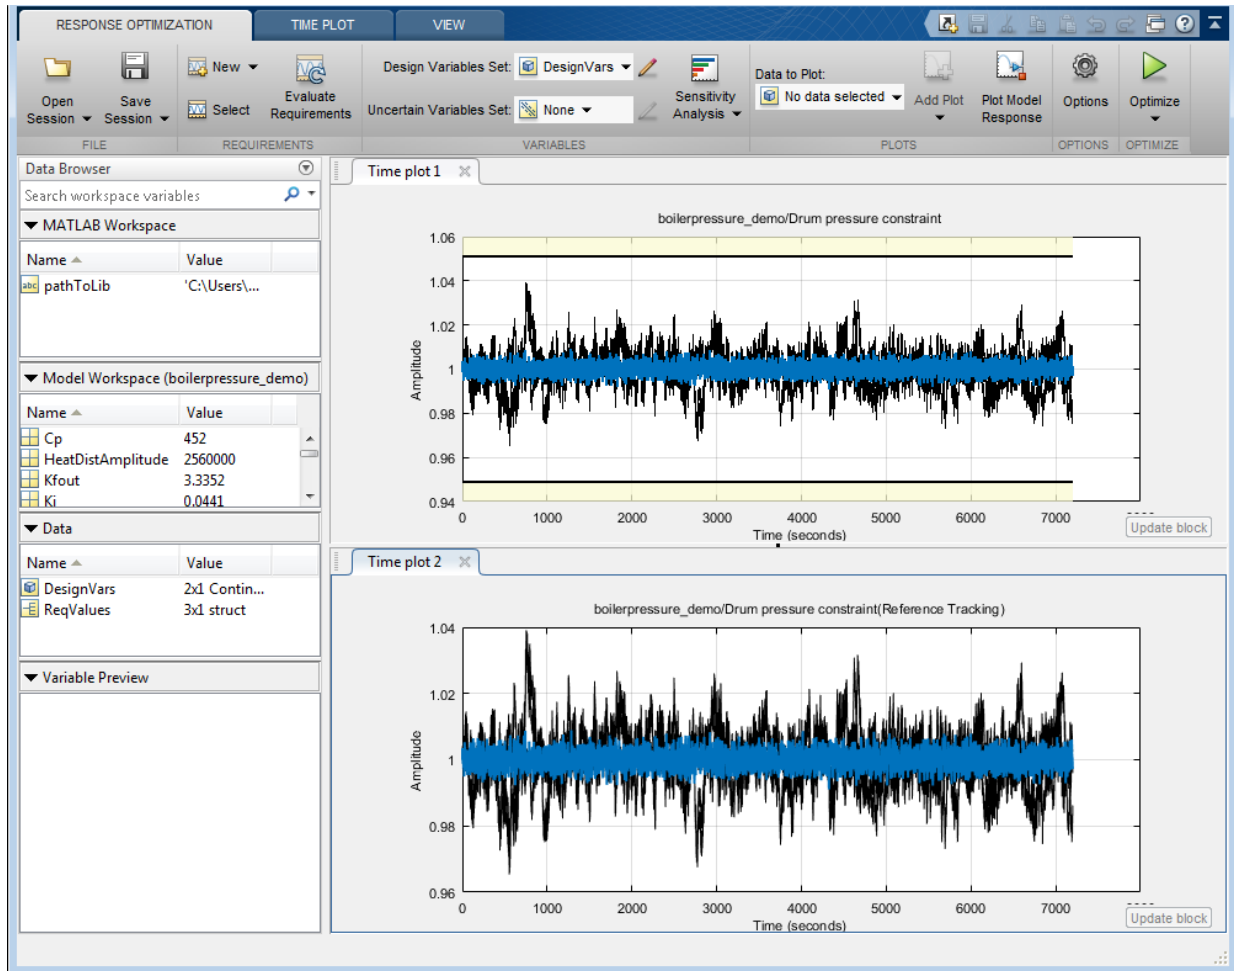 RESPONSE OPTIMIZATION TIME PLOT VIEW
Open Session
Save Session
New
Select
Evaluate Requirements
Design Variables Set: DesignVars
Uncertain Variables Set: None
Sensitivity Analysis
Data to Plot:
No data selected
Add Plot
Plot Model Response
Options
Optimize
FILE REQUIREMENTS VARIABLES PLOTS OPTIONS OPTIMIZE
Data Browser
Search workspace variables
MATLAB Workspace
Name Value
abc pathToLib 'C:\Users\...
Model Workspace (boilerpressure_demo)
Name Value
Cp 452
HeatDistAmplitude 2560000
Kfout 3.3352
Ki 0.0441
Data
Name Value
DesignVars 2x1 Contin...
ReqValues 3x1 struct
Variable Preview
Time plot 1
boilerpressure_demo/Drum pressure constraint
1.06
1.04
1.02
1
0.98
0.96
0.94
Amplitude
0 1000 2000 3000 4000 5000 6000 7000
Time (seconds)
Update block
Time plot 2
boilerpressure_demo/Drum pressure constraint(Reference Tracking)
1.04
1.02
1
0.98
0.96
Amplitude
0 1000 2000 3000 4000 5000 6000 7000
Time (seconds)
Update block